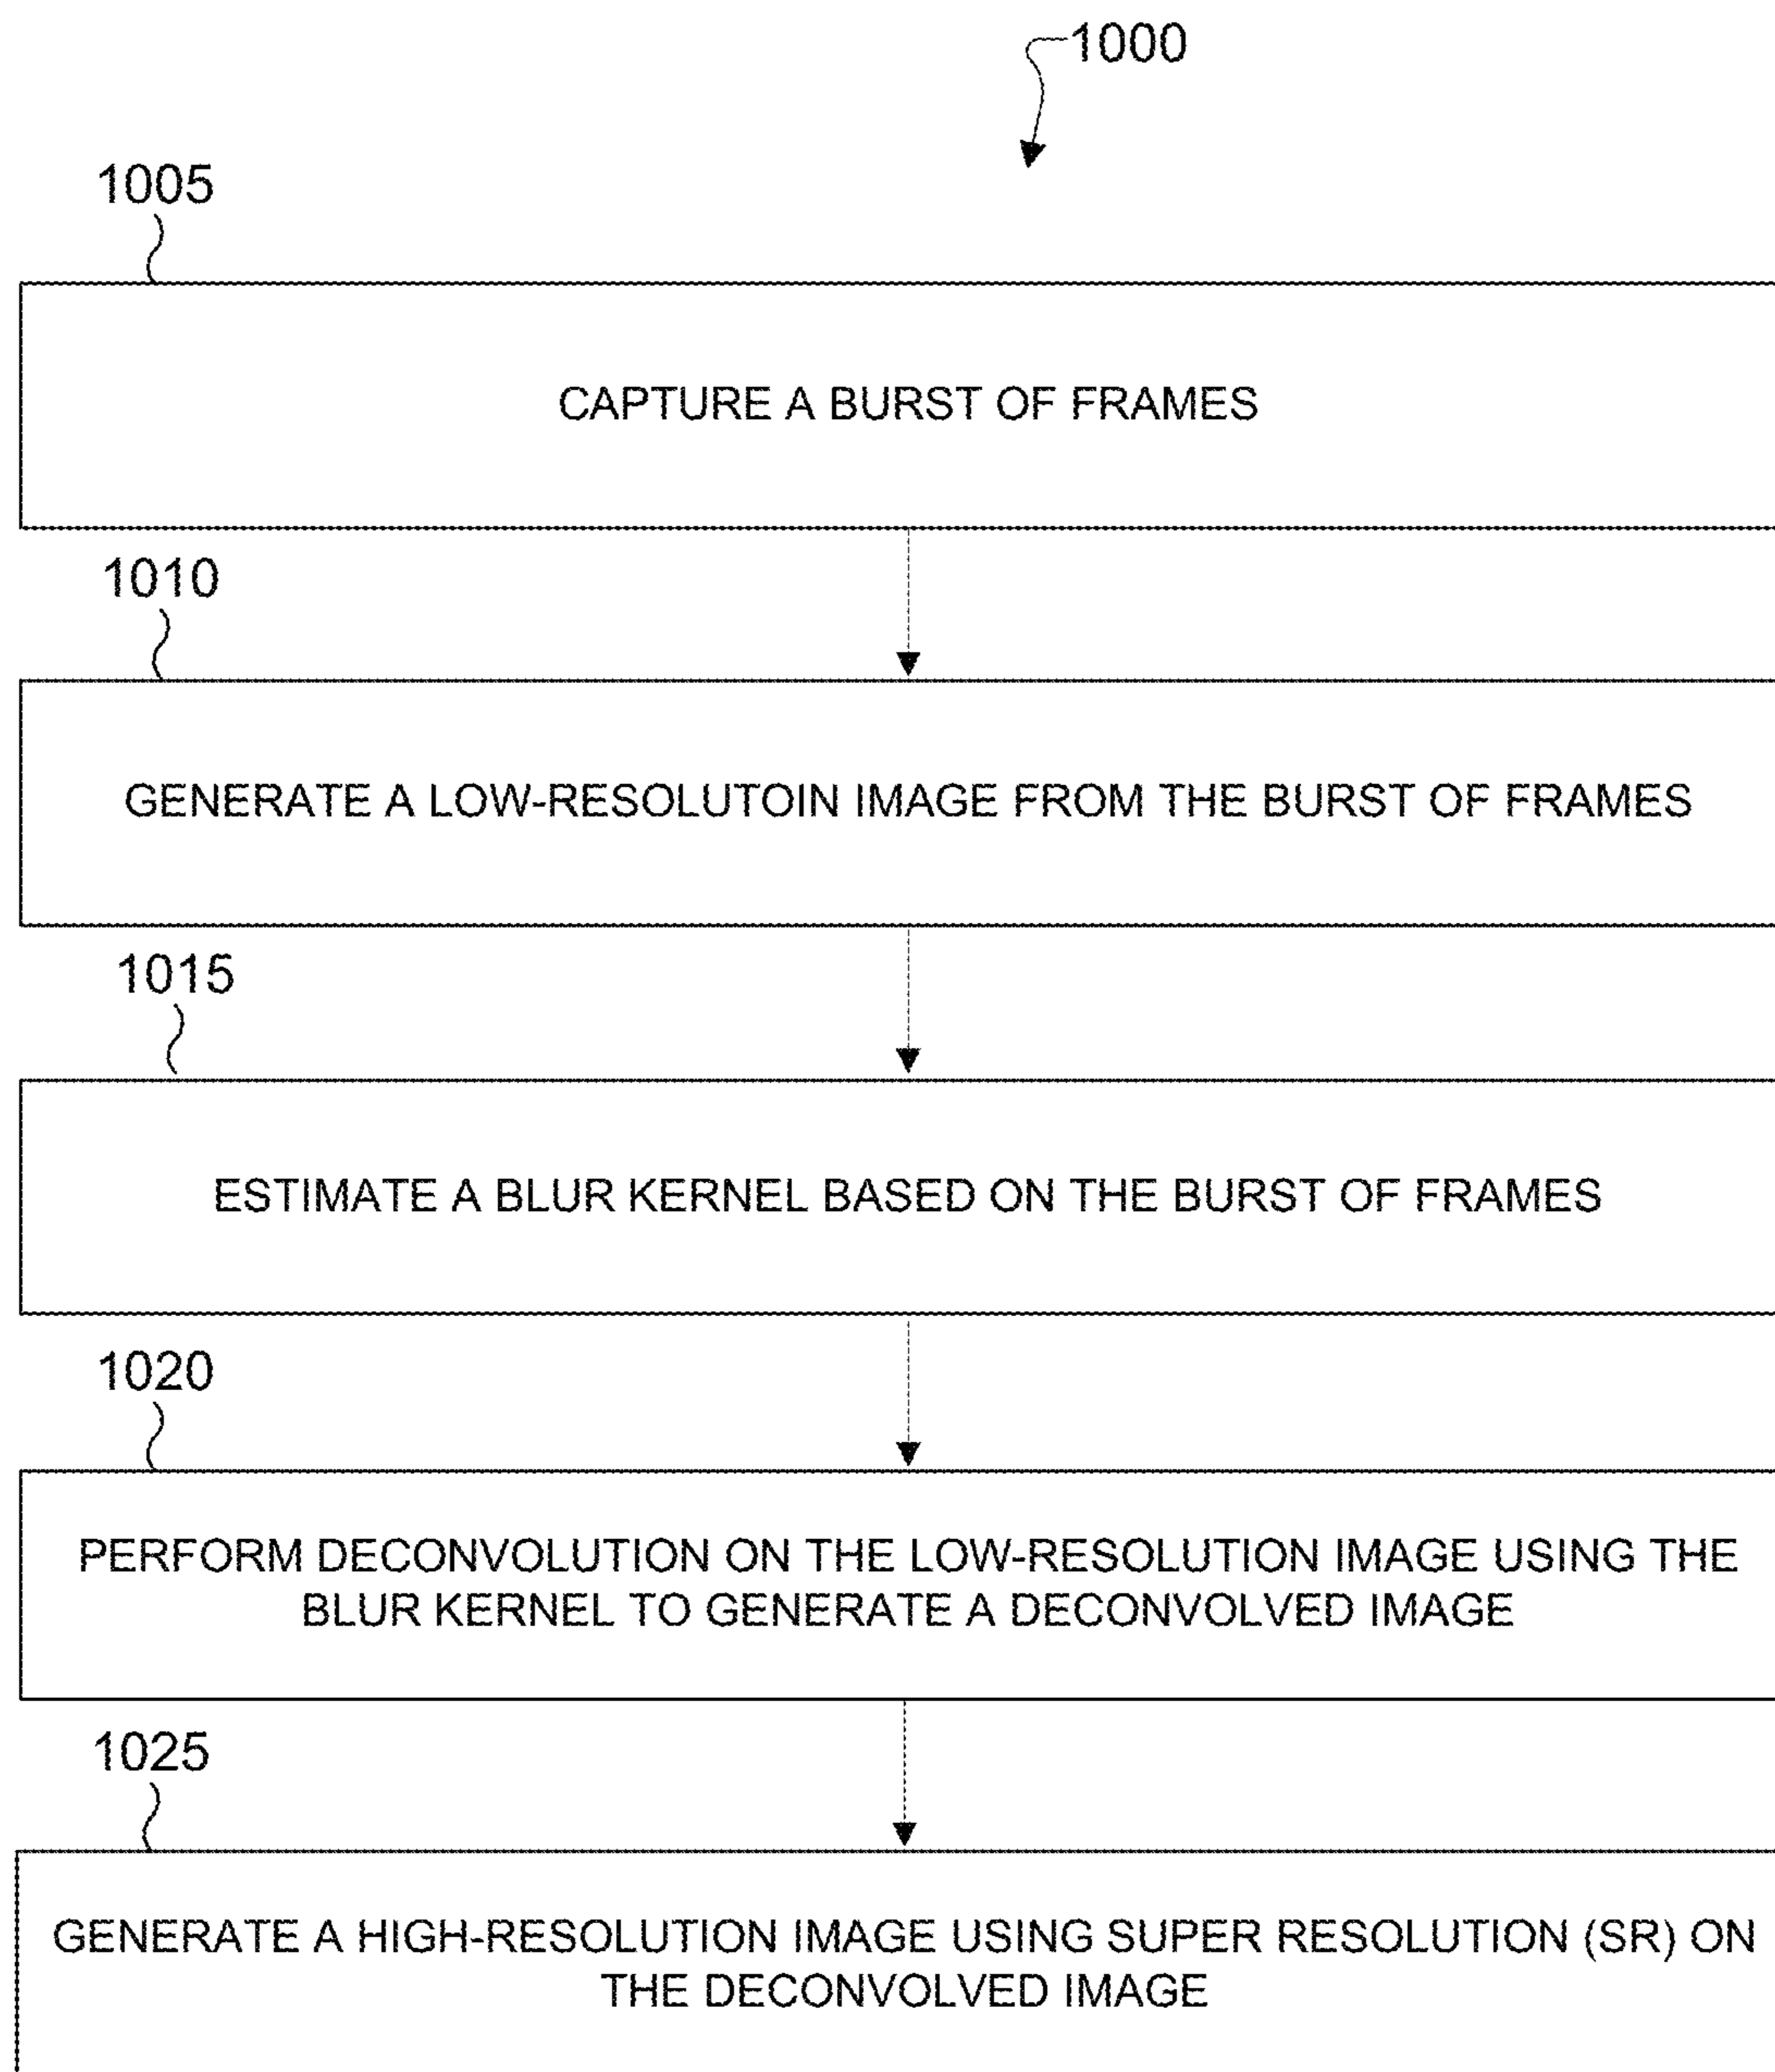 1000
1005
CAPTURE A BURST OF FRAMES
1010
GENERATE A LOW-RESOLUTOIN IMAGE FROM THE BURST OF FRAMES
1015
ESTIMATE A BLUR KERNEL BASED ON THE BURST OF FRAMES
1020
PERFORM DECONVOLUTION ON THE LOW-RESOLUTION IMAGE USING THE
BLUR KERNEL TO GENERATE A DECONVOLVED IMAGE
1025
GENERATE A HIGH-RESOLUTION IMAGE USING SUPER RESOLUTION (SR) ON
THE DECONVOLVED IMAGE